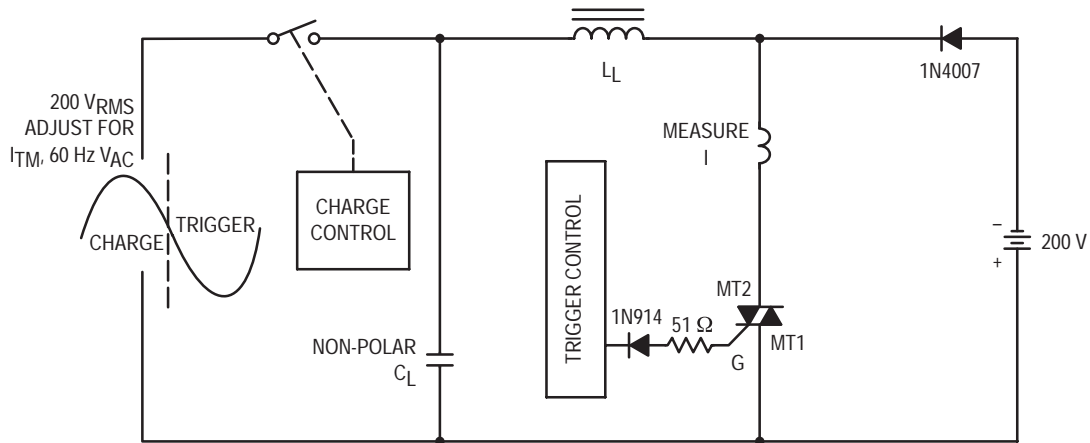 200 VRMS
ADJUST FOR
ITM, 60 Hz VAC
CHARGE
TRIGGER
CHARGE
CONTROL
NON-POLAR
CL
LL
TRIGGER CONTROL
1N914
51 Ω
G
MEASURE
I
MT2
MT1
1N4007
–
+
200 V